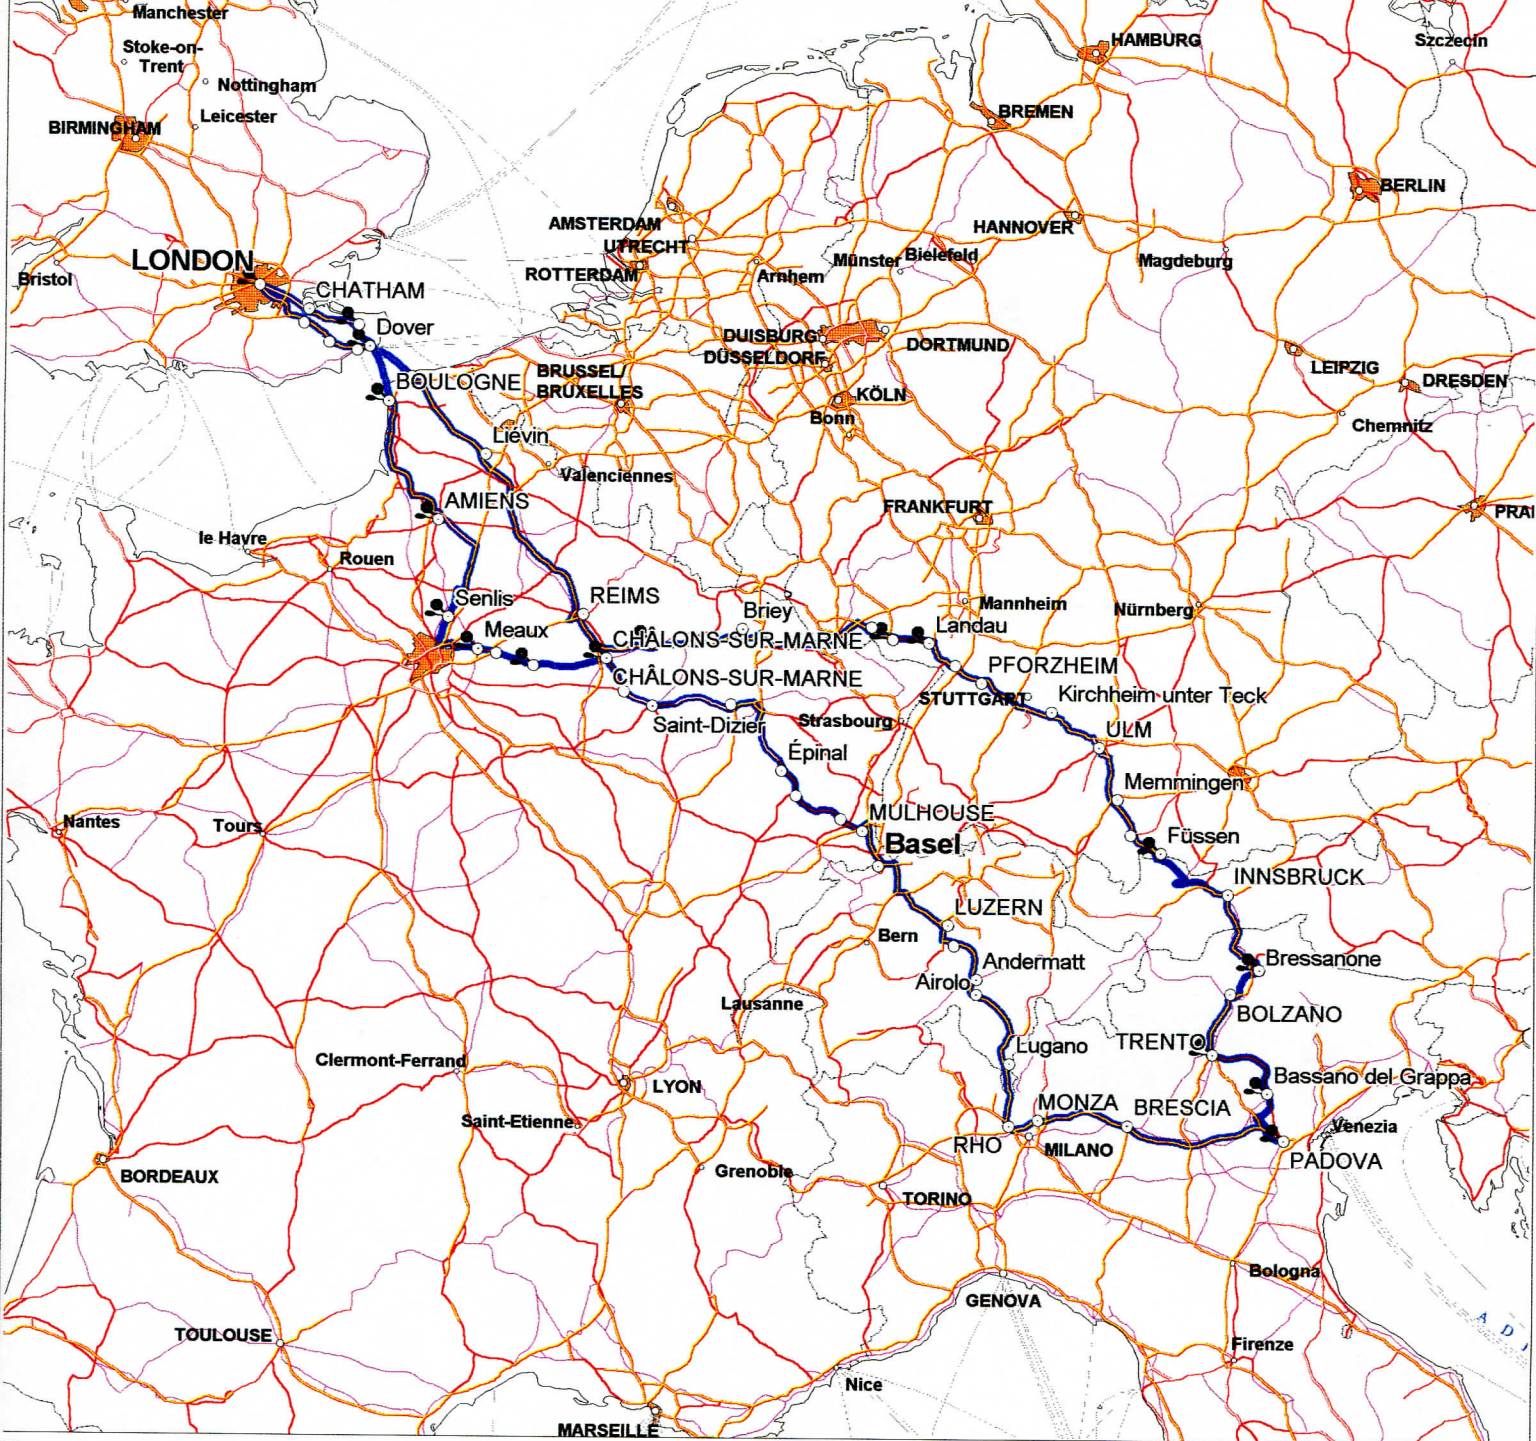 Manchester
Stoke-on-
Trent
Nottingham
Leicester
BIRMINGHAM
HAMBURG
Szczecin
BREMEN
BERLIN
AMSTERDAM
UTRECHT
ROTTERDAM
Arnhem
Münster
Bielefeld
HANNOVER
Magdeburg
LONDON
Bristol
CHATHAM
Dover
DUISBURG
DÜSSELDORF
DORTMUND
LEIPZIG
DRESDEN
BOULOGNE
BRUSSEL/
BRUXELLES
KÖLN
Bonn
Chemnitz
Liévin
Valenciennes
AMIENS
FRANKFURT
le Havre
Rouen
Senlis
Meaux
REIMS
Briey
Mannheim
Nürnberg
CHÂLONS-SUR-MARNE
Landau
CHÂLONS-SUR-MARNE
PFORZHEIM
STUTTGART
Kirchheim unter Teck
Saint-Dizier
Strasbourg
ULM
Épinal
Memmingen
Nantes
Tours
MULHOUSE
Basel
Füssen
INNSBRUCK
LUZERN
Bern
Andermatt
Airolo
Bressanone
Lausanne
BOLZANO
Lugano
TRENTO
Clermont-Ferrand
LYON
Bassano del Grappa
MONZA
BRESCIA
Saint-Etienne
RHO
MILANO
Venezia
PADOVA
BORDEAUX
Grenoble
TORINO
Bologna
GENOVA
A D
TOULOUSE
Firenze
Nice
MARSEILLE